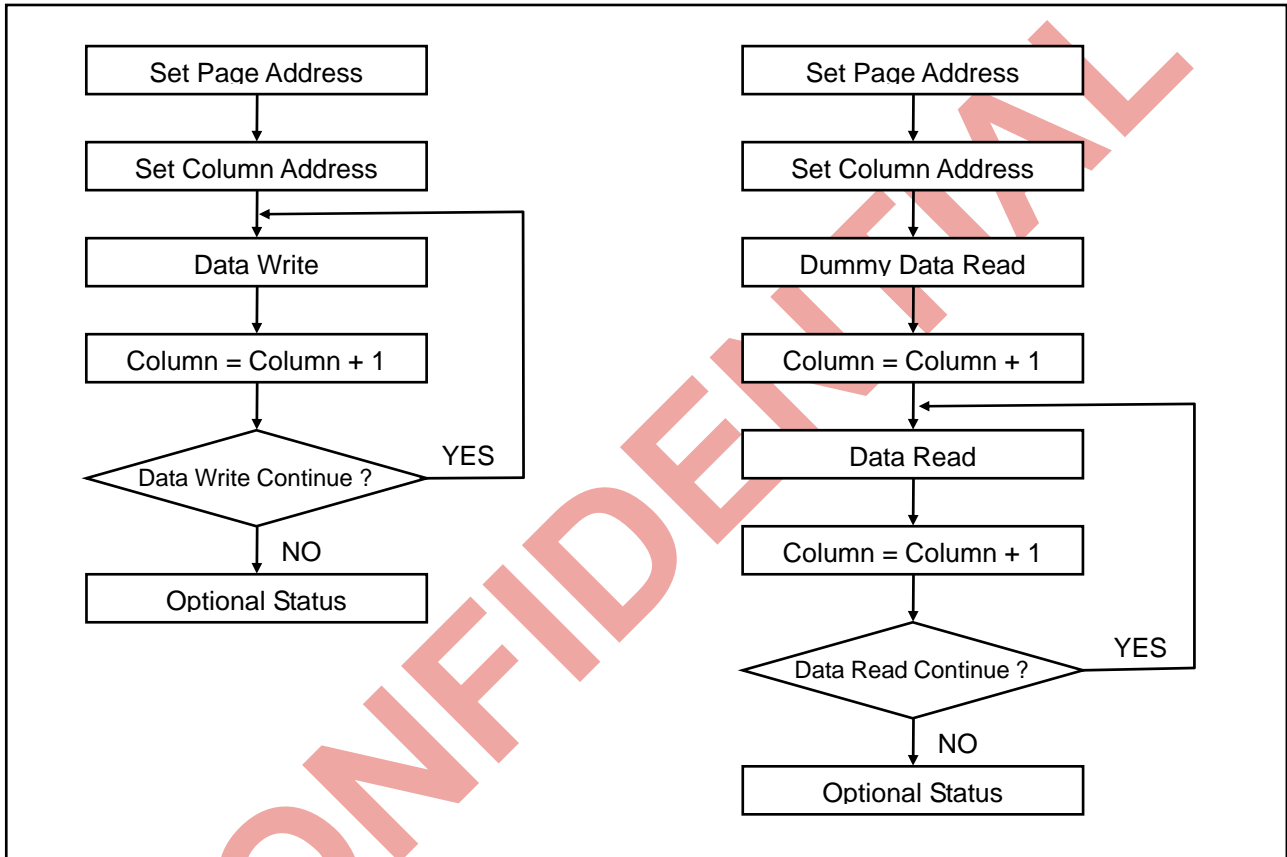 Set Page Address
Set Column Address
Data Write
Column = Column + 1
Data Write Continue ?
YES
NO
Optional Status
Set Page Address
Set Column Address
Dummy Data Read
Column = Column + 1
Data Read
Column = Column + 1
Data Read Continue ?
YES
NO
Optional Status
ONFIDENTIAL